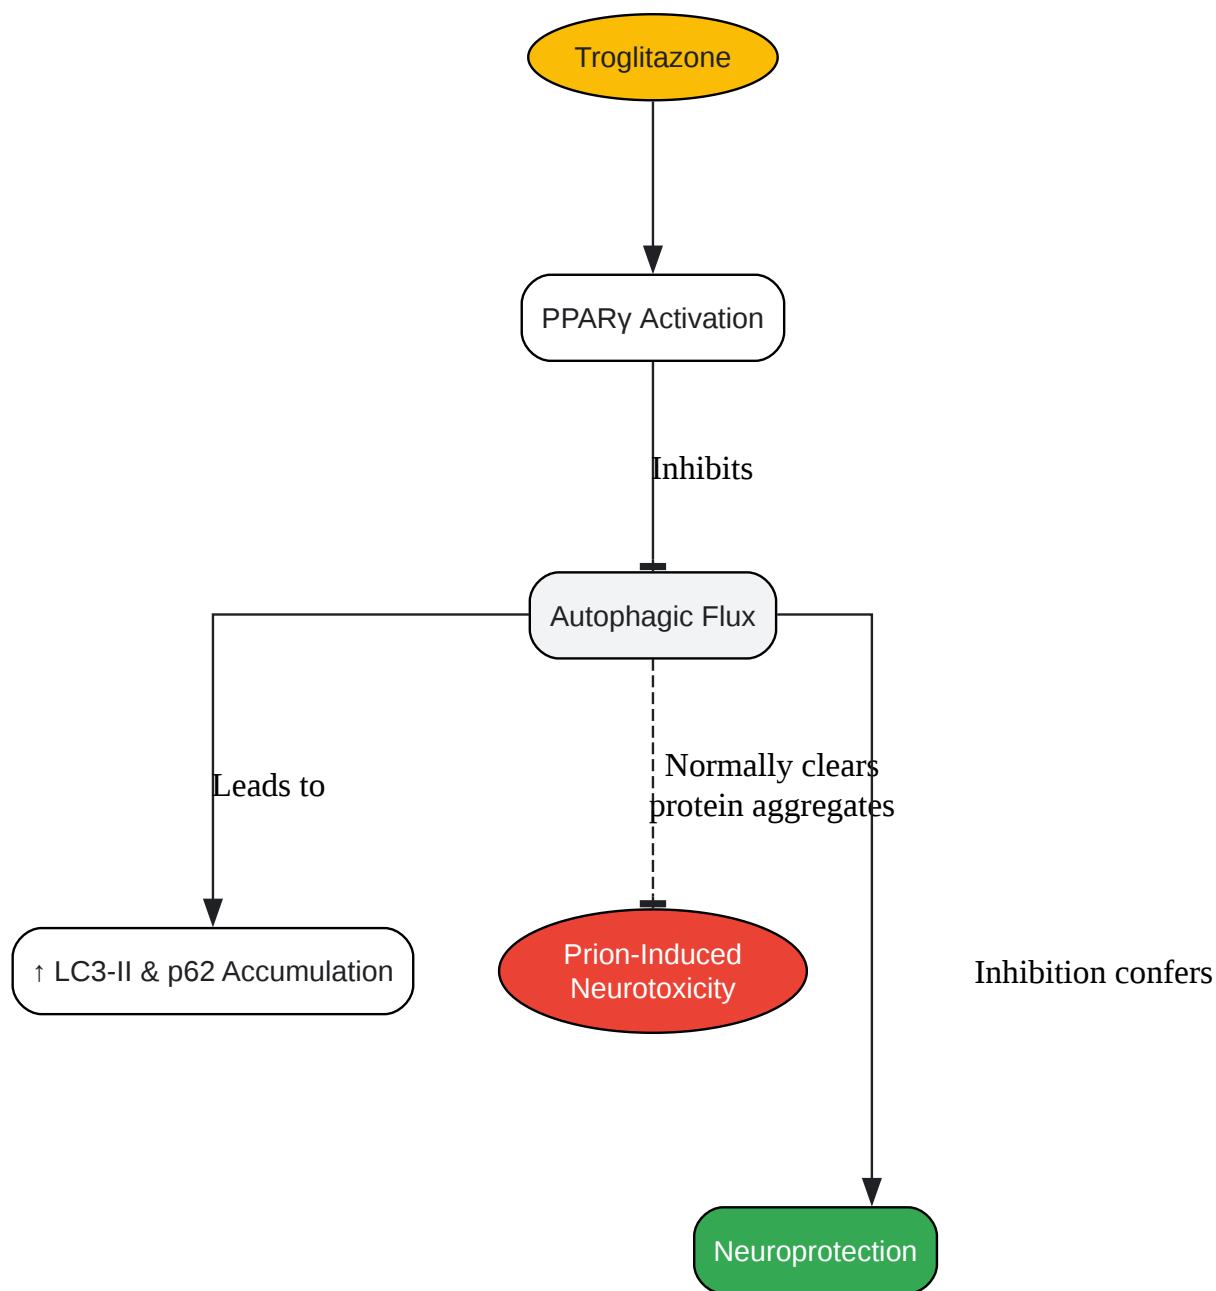 Troglitazone
PPARγ Activation
Inhibits
Autophagic Flux
Leads to
Normally clears
protein aggregates
↑ LC3-II & p62 Accumulation
Prion-Induced
Neurotoxicity
Inhibition confers
Neuroprotection